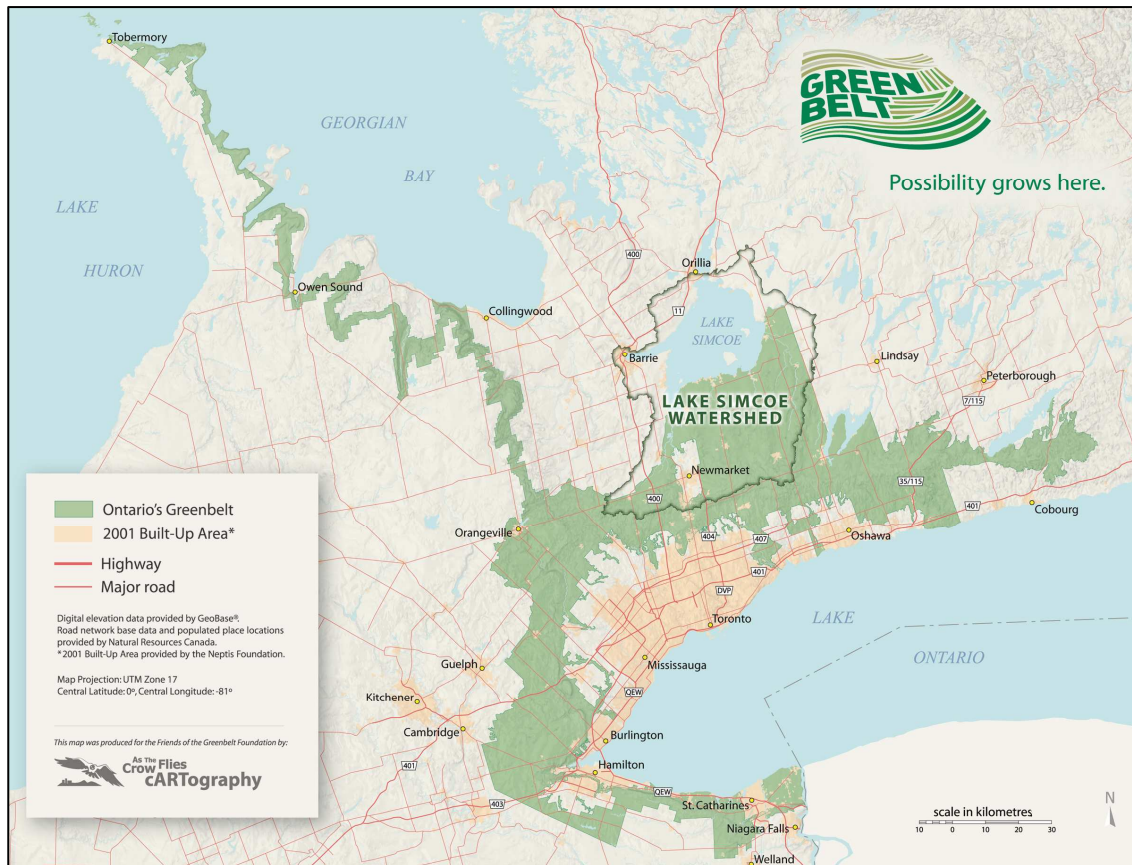 Tobermory
GREEN
BELT
Possibility grows here.
GEORGIAN
BAY
LAKE
HURON
Owen Sound
Collingwood
400
Orillia
11
LAKE
SIMCOE
Barrie
Lindsay
Peterborough
7/115
LAKE SIMCOE
WATERSHED
Newmarket
400
35/115
401
Cobourg
Orangeville
404
407
Oshawa
401
DVP
Toronto
LAKE
ONTARIO
Mississauga
Guelph
QEW
Kitchener
Cambridge
Burlington
Hamilton
401
403
QEW
St. Catharines
Niagara Falls
Welland
Ontario's Greenbelt
2001 Built-Up Area*
Highway
Major road
Digital elevation data provided by GeoBase®.
Road network base data and populated place locations
provided by Natural Resources Canada.
*2001 Built-Up Area provided by the Neptis Foundation.
Map Projection: UTM Zone 17
Central Latitude: 0º, Central Longitude: -81º
This map was produced for the Friends of the Greenbelt Foundation by:
As The
Crow Flies
cARTography
scale in kilometres
10 0 10 20 30
N